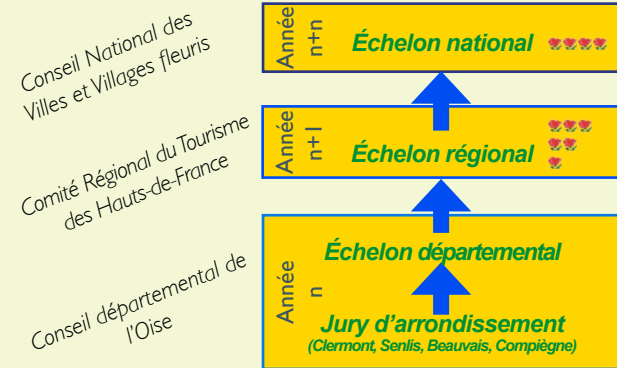 Conseil National des
Villes et Villages fleuris
Année
n+n
Échelon national
Comité Régional du Tourisme
des Hauts-de-France
Année
n+1
Échelon régional
Conseil départemental de
l'Oise
Année
n
Échelon départemental
Jury d'arrondissement
(Clermont, Senlis, Beauvais, Compiègne)